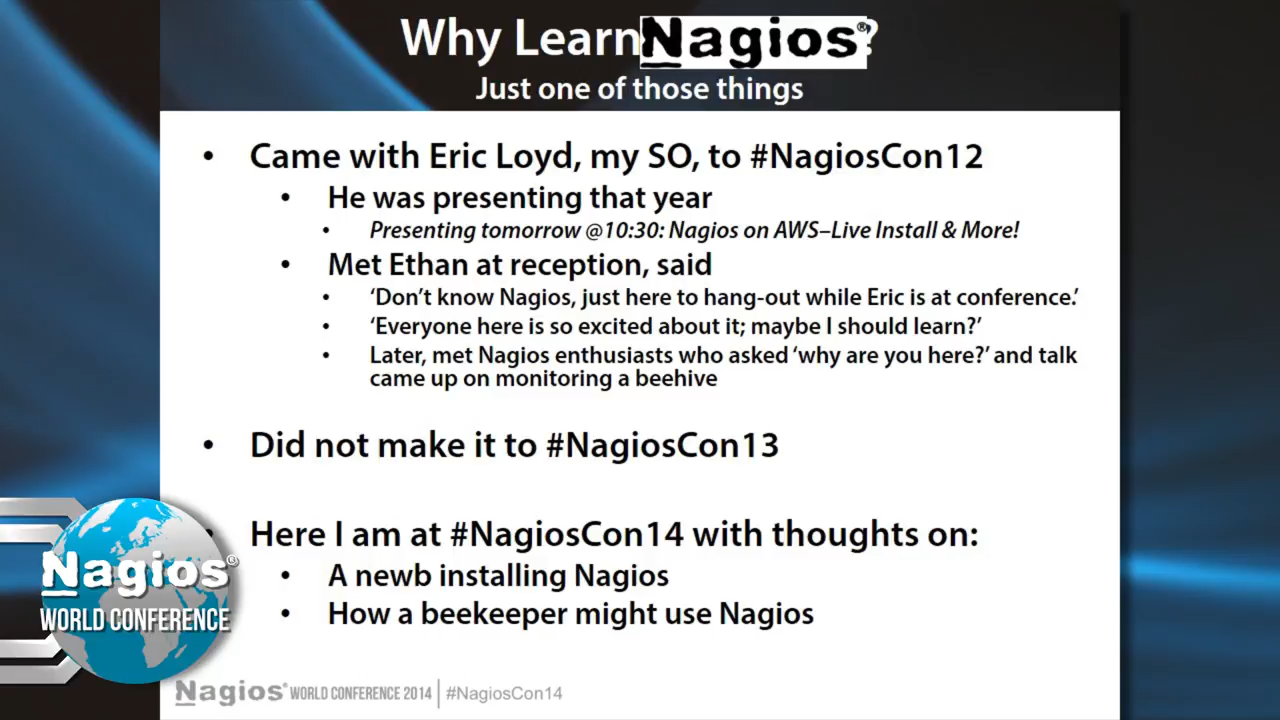 Why Learn Nagios®?
Just one of those things
• Came with Eric Loyd, my SO, to #NagiosCon12
• He was presenting that year
• Presenting tomorrow @10:30: Nagios on AWS–Live Install & More!
• Met Ethan at reception, said
• ‘Don’t know Nagios, just here to hang-out while Eric is at conference.’
• ‘Everyone here is so excited about it; maybe I should learn?’
• Later, met Nagios enthusiasts who asked ‘why are you here?’ and talk
came up on monitoring a beehive
• Did not make it to #NagiosCon13
• Here I am at #NagiosCon14 with thoughts on:
• A newb installing Nagios
• How a beekeeper might use Nagios
Nagios®
WORLD CONFERENCE
Nagios® WORLD CONFERENCE 2014 | #NagiosCon14